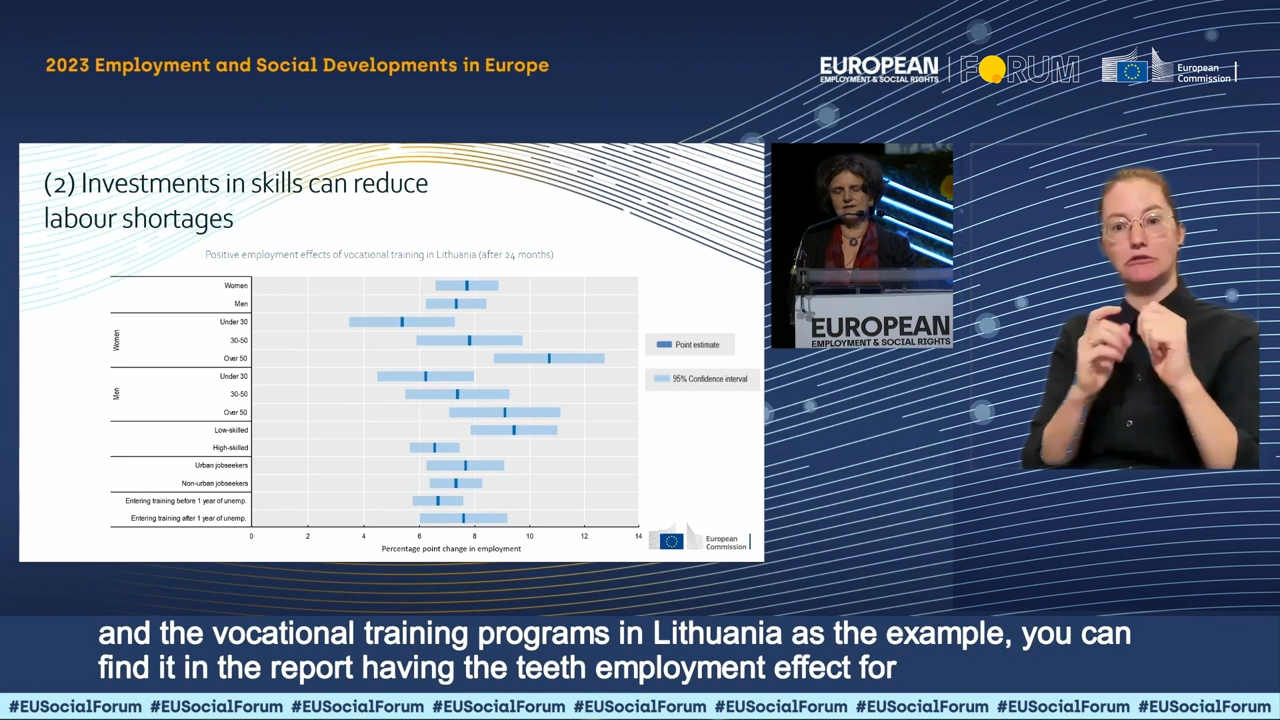 2023 Employment and Social Developments in Europe
EUROPEAN
EMPLOYMENT & SOCIAL RIGHTS
FORUM
European
Commission
(2) Investments in skills can reduce
labour shortages
Positive employment effects of vocational training in Lithuania (after 24 months)
Women
Men
Women
Under 30
30-50
Over 50
Men
Under 30
30-50
Over 50
Low-skilled
High-skilled
Urban jobseekers
Non-urban jobseekers
Entering training before 1 year of unemp.
Entering training after 1 year of unemp.
0 2 4 6 8 10 12 14
Percentage point change in employment
Point estimate
95% Confidence interval
European
Commission
EUROPEAN
EMPLOYMENT & SOCIAL RIGHTS
and the vocational training programs in Lithuania as the example, you can
find it in the report having the teeth employment effect for
#EUSocialForum #EUSocialForum #EUSocialForum #EUSocialForum #EUSocialForum #EUSocialForum #EUSocialForum #EUSocialForum #EUSocialForum